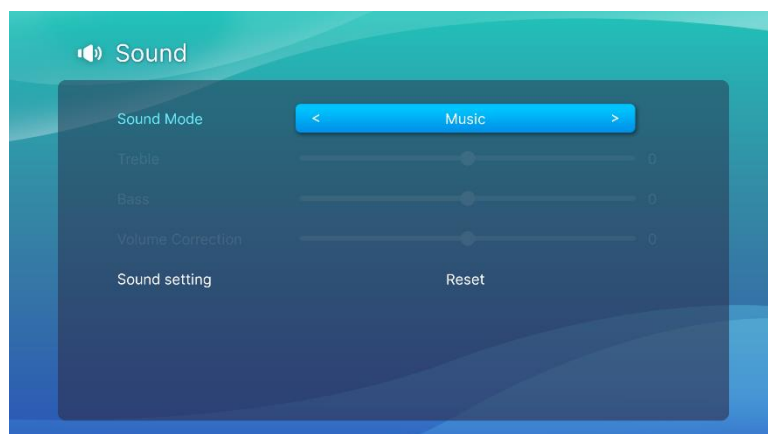 Sound
Sound Mode < Music >
Treble 0
Bass 0
Volume Correction 0
Sound setting Reset